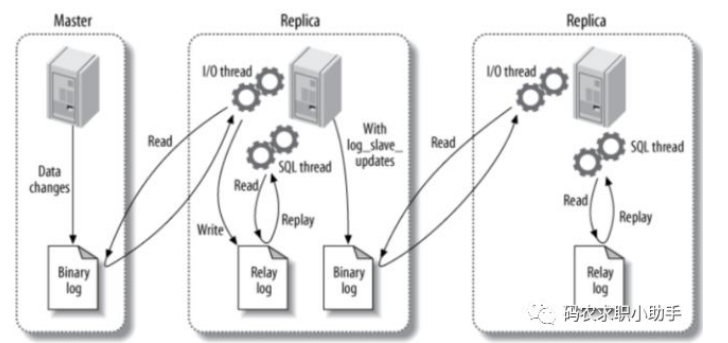 Master
Replica
Replica
I/O thread
I/O thread
Read
With
log_slave_
updates
Read
SQL thread
SQL thread
Data
changes
Read
Read
Write
Replay
Replay
Binary
log
Relay
log
Binary
log
Relay
log
码农求职小助手